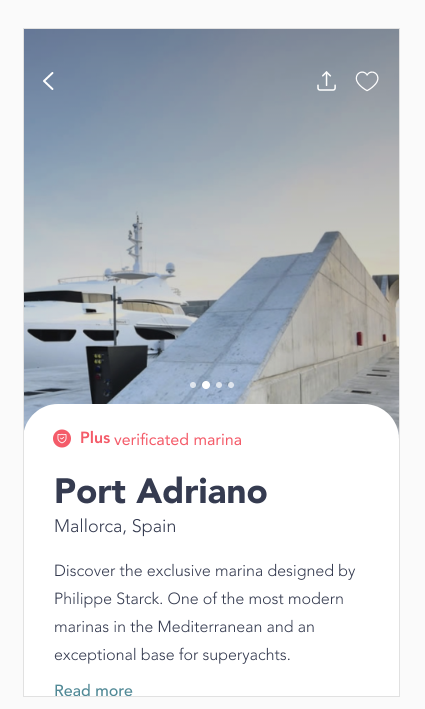 Plus verificated marina
Port Adriano
Mallorca, Spain
Discover the exclusive marina designed by
Philippe Starck. One of the most modern
marinas in the Mediterranean and an
exceptional base for superyachts.
Read more